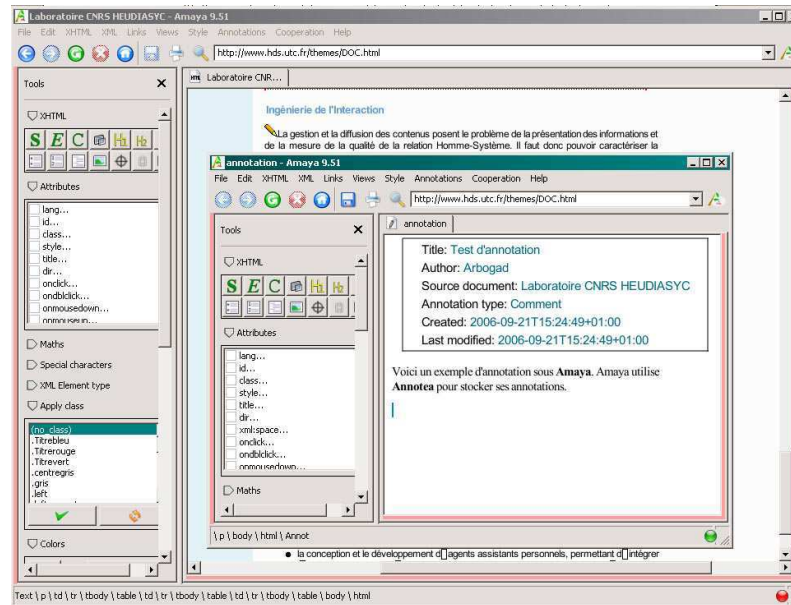 Laboratoire CNRS HEUDIASYC - Amaya 9.51
File Edit XHTML XML Links Views Style Annotations Cooperation Help
http://www.hds.utc.fr/themes/DOC.html
Tools
XHTML
S E C H1 H2
Attributes
lang...
id...
class...
style...
title...
dir...
onclick...
ondblclick...
onmousedown...
onmouseup...
Maths
Special characters
XML Element type
Apply class
(no_class)
.Titrebleu
.Titrerouge
.Titrevert
.centregris
.gris
.left
Colors
Laboratoire CNR...
Ingénierie de l'Interaction
La gestion et la diffusion des contenus posent le problème de la présentation des informations et
de la mesure de la qualité de la relation Homme-Système. Il faut donc pouvoir caractériser la
annotation - Amaya 9.51
File Edit XHTML XML Links Views Style Annotations Cooperation Help
http://www.hds.utc.fr/themes/DOC.html
Tools
XHTML
S E C H1 H2
Attributes
lang...
id...
class...
style...
title...
dir...
xml:space...
onclick...
ondblclick...
onmousedown...
Maths
annotation
Title: Test d'annotation
Author: Arbogad
Source document: Laboratoire CNRS HEUDIASYC
Annotation type: Comment
Created: 2006-09-21T15:24:49+01:00
Last modified: 2006-09-21T15:24:49+01:00
Voici un exemple d'annotation sous Amaya. Amaya utilise
Annotea pour stocker ses annotations.
\ p \ body \ html \ Annot
la conception et le développement d▯agents assistants personnels, permettant d▯intégrer
Text \ p \ td \ tr \ tbody \ table \ td \ tr \ tbody \ table \ td \ tr \ tbody \ table \ body \ html